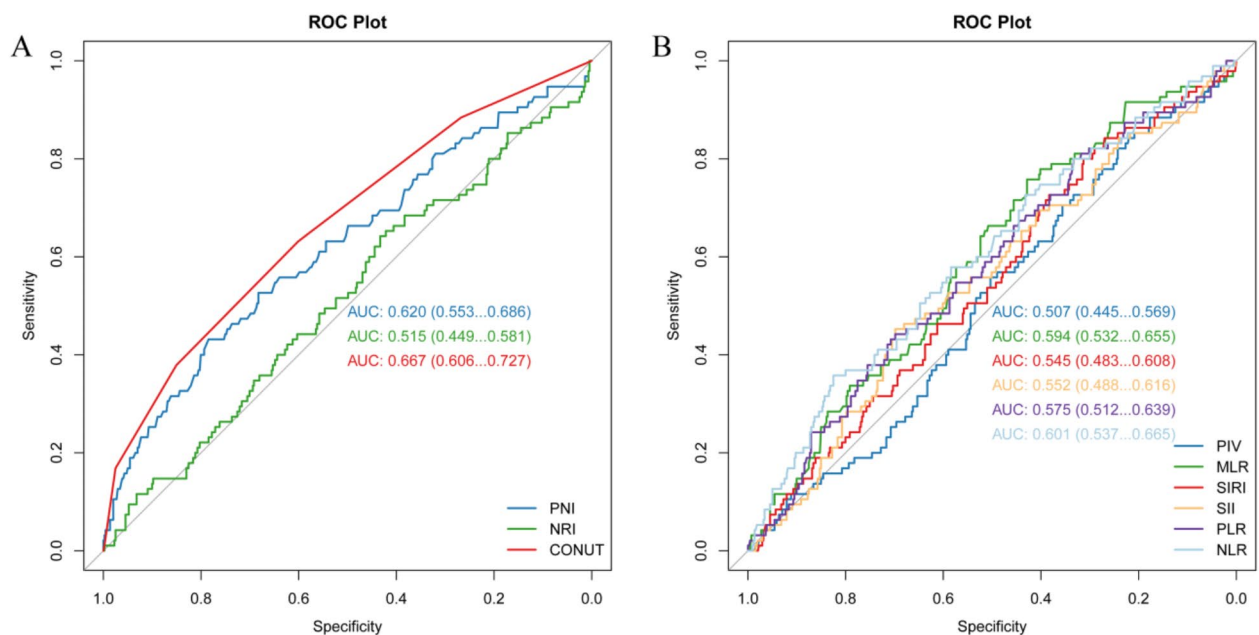 A
ROC Plot
Sensitivity
1.0
0.8
0.6
0.4
0.2
0.0
AUC: 0.620 (0.553...0.686)
AUC: 0.515 (0.449...0.581)
AUC: 0.667 (0.606...0.727)
PNI
NRI
CONUT
1.0 0.8 0.6 0.4 0.2 0.0
Specificity
B
ROC Plot
Sensitivity
1.0
0.8
0.6
0.4
0.2
0.0
AUC: 0.507 (0.445...0.569)
AUC: 0.594 (0.532...0.655)
AUC: 0.545 (0.483...0.608)
AUC: 0.552 (0.488...0.616)
AUC: 0.575 (0.512...0.639)
AUC: 0.601 (0.537...0.665)
PIV
MLR
SIRI
SII
PLR
NLR
1.0 0.8 0.6 0.4 0.2 0.0
Specificity